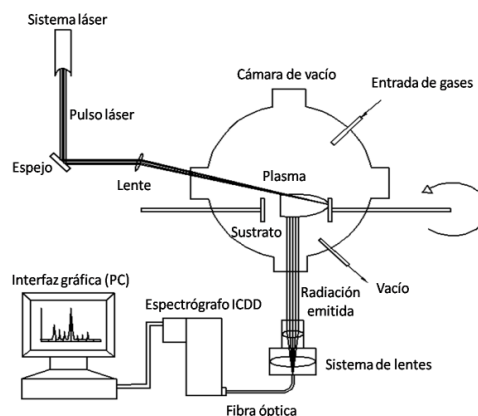 Sistema láser
Cámara de vacío
Entrada de gases
Pulso láser
Espejo
Lente
Plasma
Sustrato
Interfaz gráfica (PC)
Espectrógrafo ICDD
Radiación
emitida
Vacío
Sistema de lentes
Fibra óptica